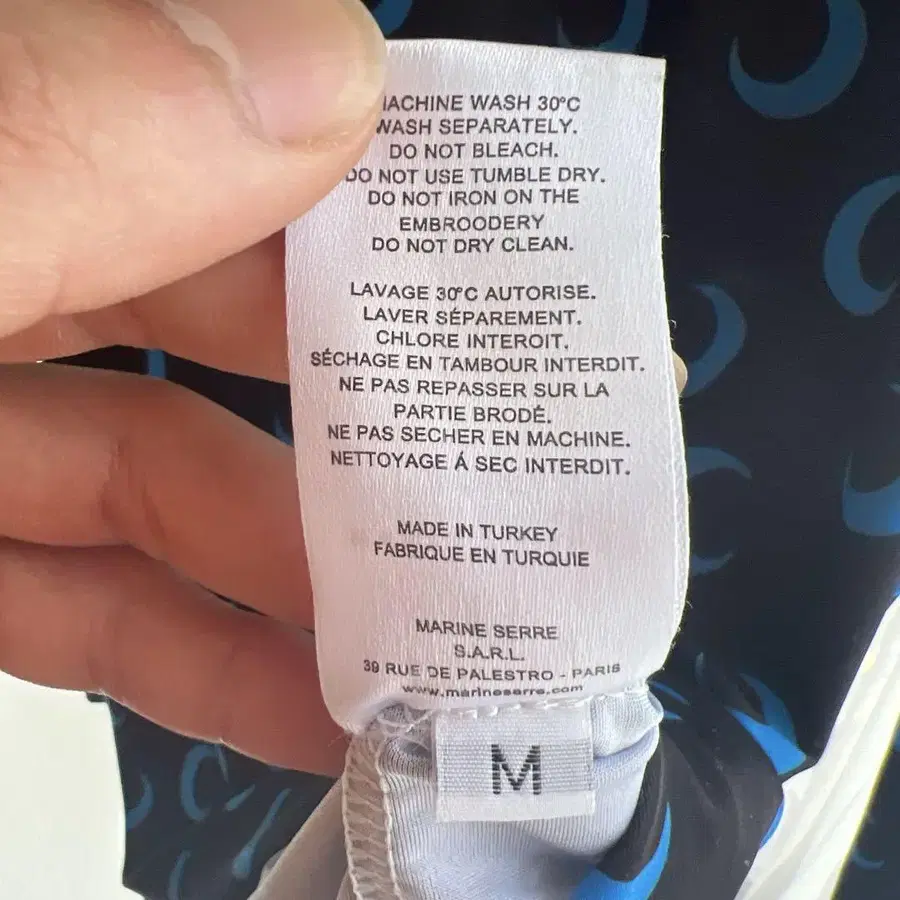 MACHINE WASH 30°C
WASH SEPARATELY.
DO NOT BLEACH.
DO NOT USE TUMBLE DRY.
DO NOT IRON ON THE
EMBROODERY
DO NOT DRY CLEAN.
LAVAGE 30°C AUTORISE.
LAVER SÉPAREMENT.
CHLORE INTEROIT.
SÉCHAGE EN TAMBOUR INTERDIT.
NE PAS REPASSER SUR LA
PARTIE BRODÉ.
NE PAS SECHER EN MACHINE.
NETTOYAGE Á SEC INTERDIT.
MADE IN TURKEY
FABRIQUE EN TURQUIE
MARINE SERRE
S.A.R.L.
39 RUE DE PALESTRO - PARIS
www.marineserre.com
M